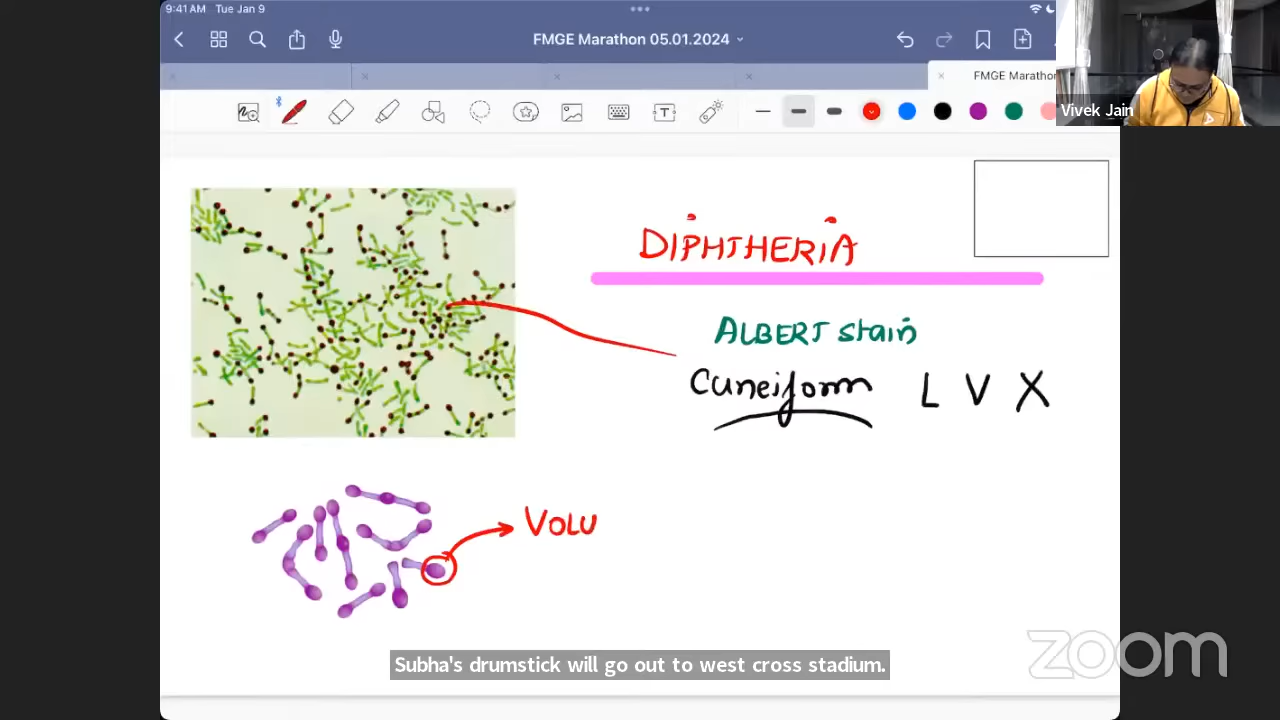 9:41 AM Tue Jan 9
FMGE Marathon 05.01.2024
FMGE Marathon
T
Vivek Jain
DIPHTHERIA
ALBERT stain
Cuneiform L V X
VOLU
Subha's drumstick will go out to west cross stadium.
zoom